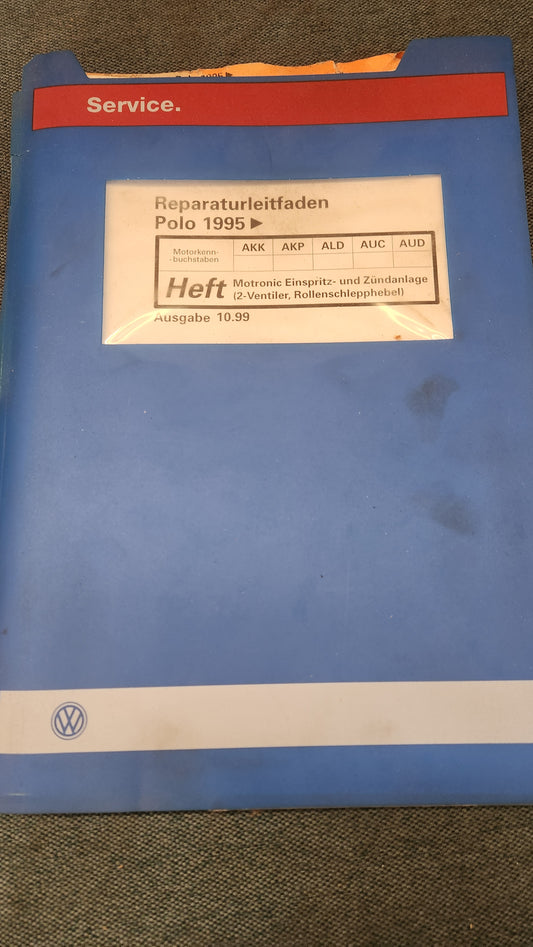 Service.
Reparaturleitfaden
Polo 1995 ►
Motorkenn-
-buchstaben
AKK AKP ALD AUC AUD
Heft
Motronic Einspritz- und Zündanlage
(2-Ventiler, Rollenschlepphebel)
Ausgabe 10.99
VW